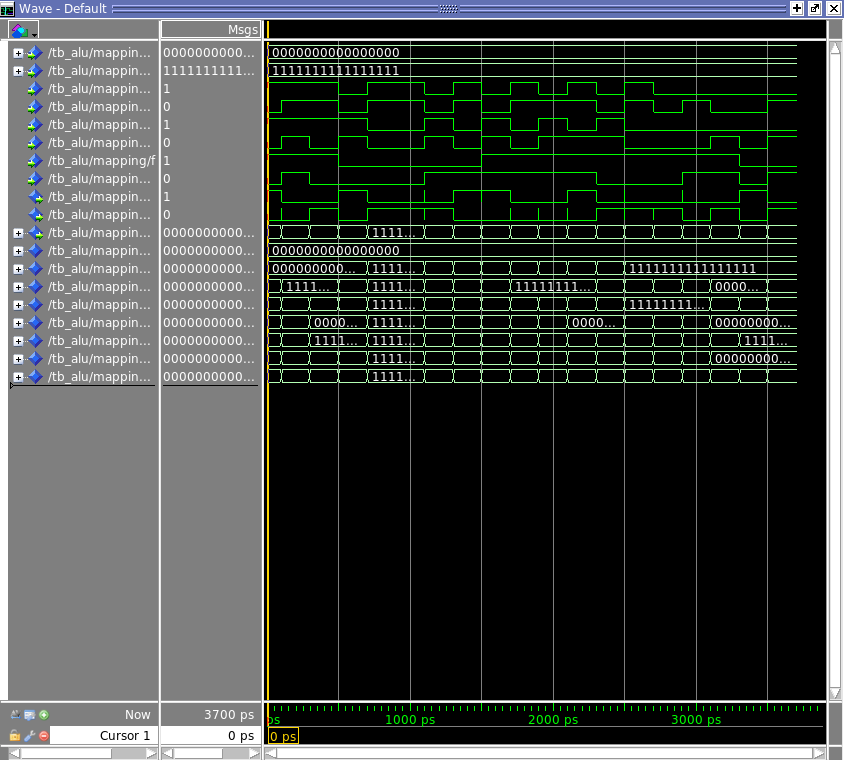 Wave - Default
Msgs
/tb_alu/mappin... 0000000000... 0000000000000000
/tb_alu/mappin... 1111111111... 1111111111111111
/tb_alu/mappin... 1
/tb_alu/mappin... 0
/tb_alu/mappin... 1
/tb_alu/mappin... 0
/tb_alu/mapping/f 1
/tb_alu/mappin... 0
/tb_alu/mappin... 1
/tb_alu/mappin... 0
/tb_alu/mappin... 0000000000... 1111...
/tb_alu/mappin... 0000000000... 0000000000000000
/tb_alu/mappin... 0000000000... 000000000... 1111... 1111111111111111
/tb_alu/mappin... 0000000000... 1111... 1111... 11111111... 0000...
/tb_alu/mappin... 0000000000... 1111... 11111111...
/tb_alu/mappin... 0000000000... 0000... 1111... 0000... 00000000...
/tb_alu/mappin... 0000000000... 1111... 1111... 1111...
/tb_alu/mappin... 0000000000... 1111... 00000000...
/tb_alu/mappin... 0000000000... 1111...
Now 3700 ps ps 1000 ps 2000 ps 3000 ps
Cursor 1 0 ps 0 ps